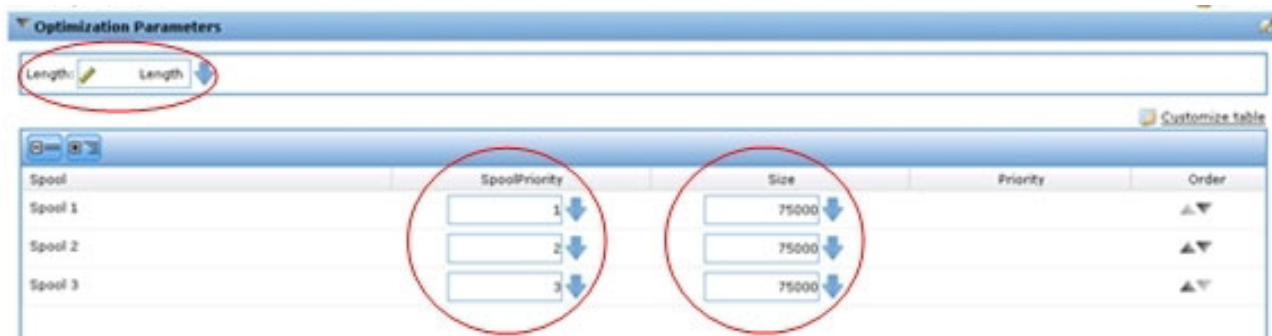 Optimization Parameters
Length: Length
Customize table
Spool SpoolPriority Size Priority Order
Spool 1 1 75000
Spool 2 2 75000
Spool 3 3 75000